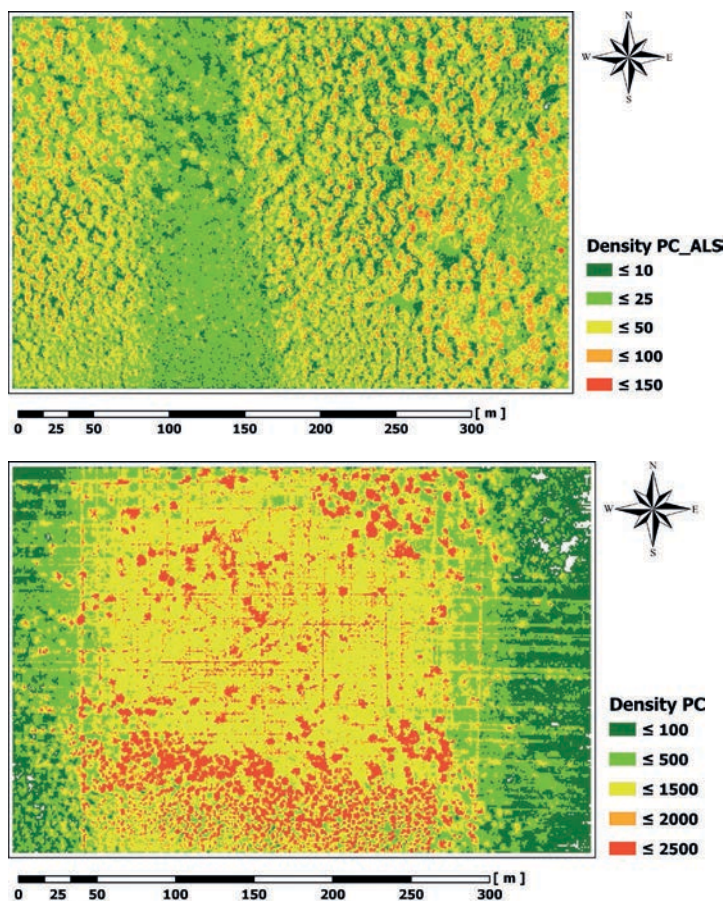 N
W E
S
Density PC_ALS
≤ 10
≤ 25
≤ 50
≤ 100
≤ 150
[ m ]
0 25 50 100 150 200 250 300
N
W E
S
Density PC
≤ 100
≤ 500
≤ 1500
≤ 2000
≤ 2500
[ m ]
0 25 50 100 150 200 250 300